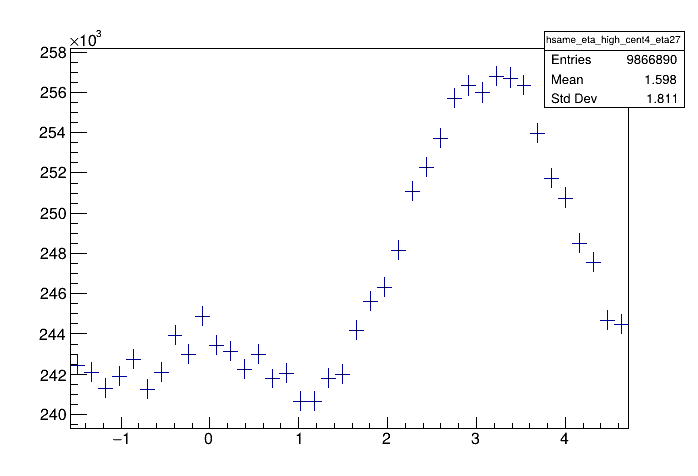 ×10³
hsame_eta_high_cent4_eta27
Entries 9866890
Mean 1.598
Std Dev 1.811
258
256
254
252
250
248
246
244
242
240
−1 0 1 2 3 4